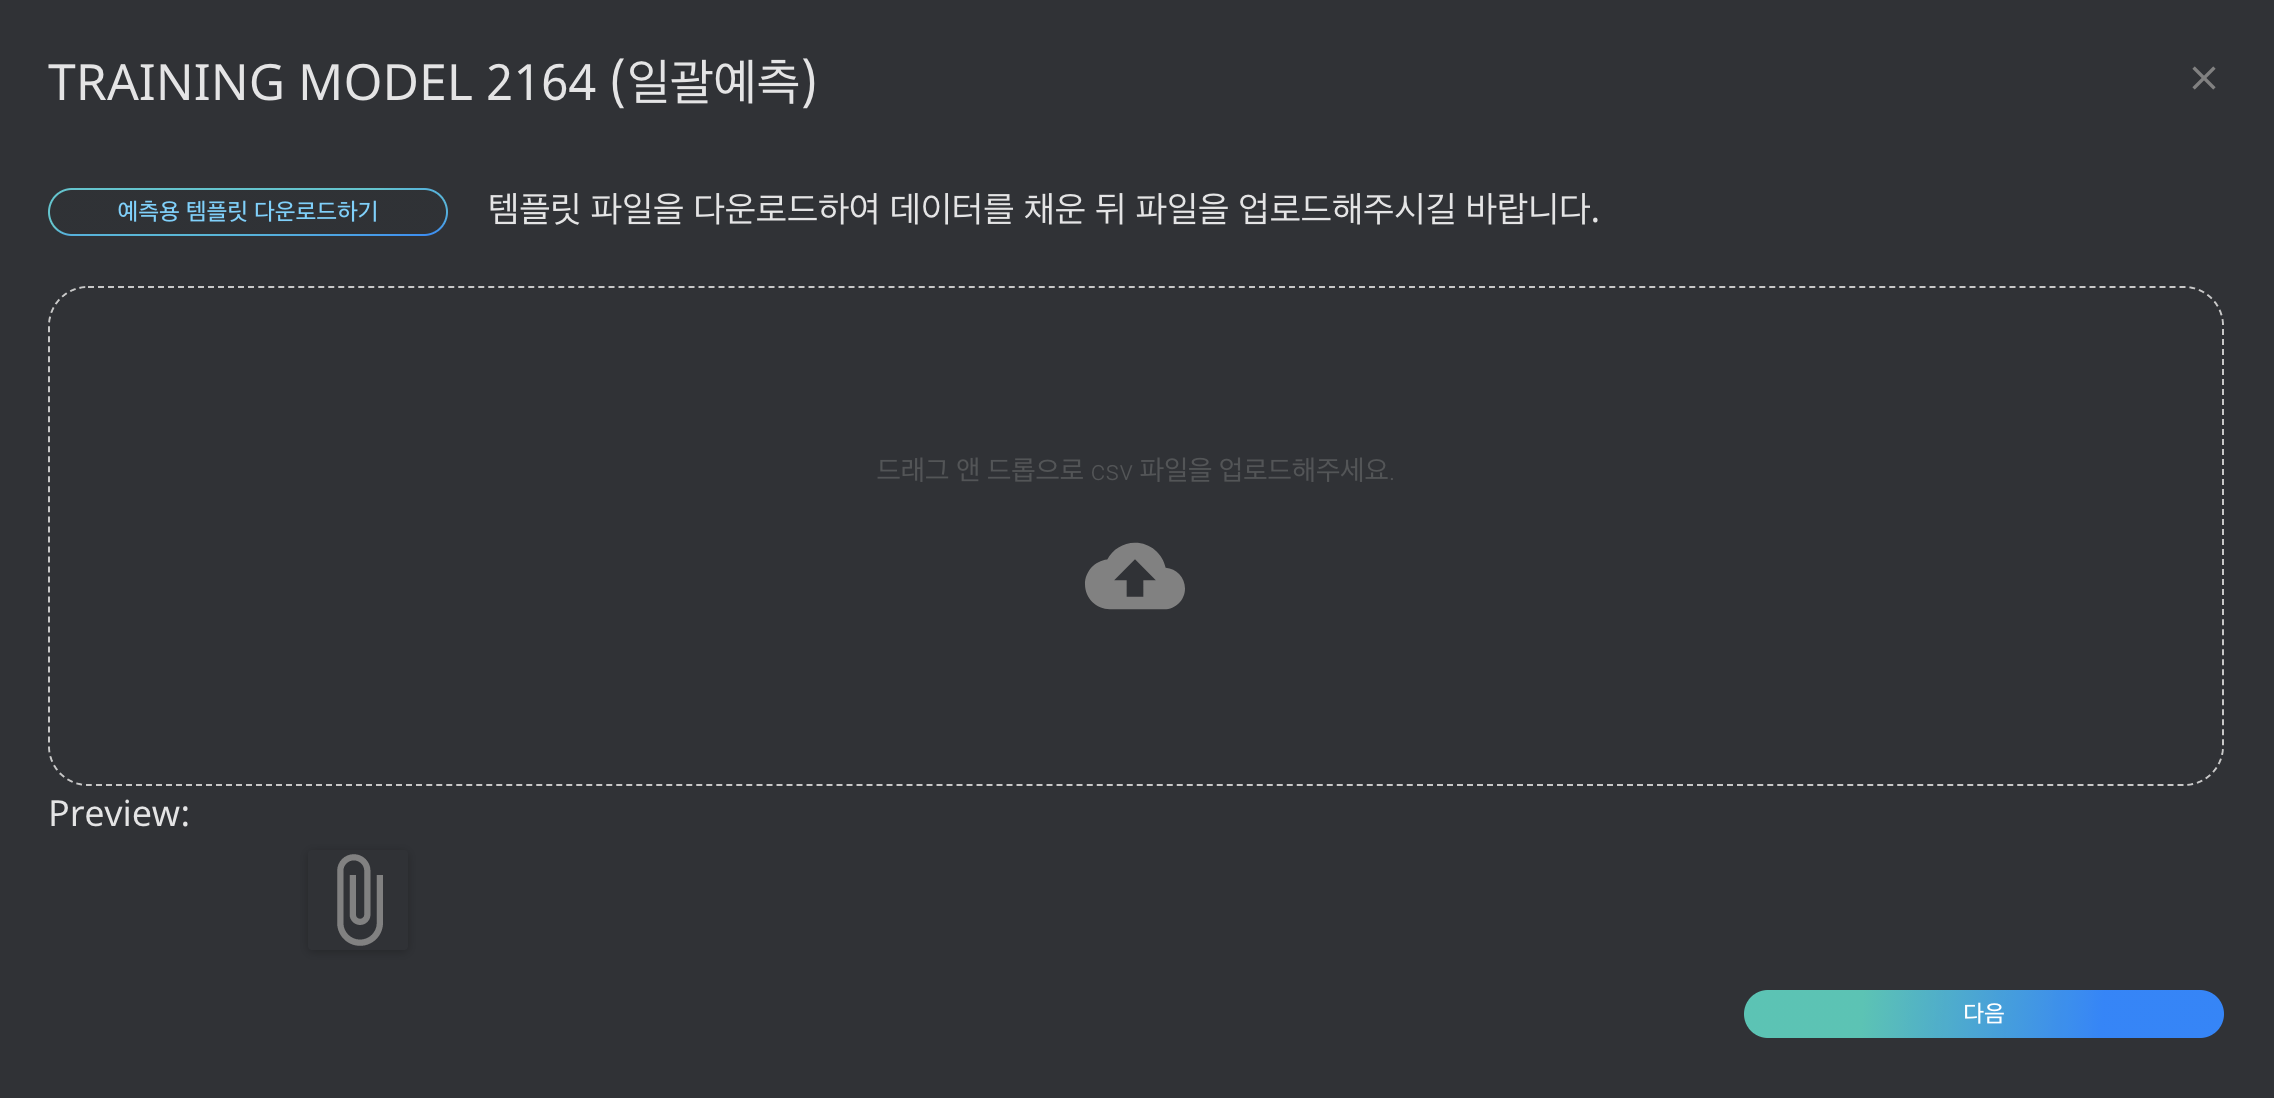 TRAINING MODEL 2164 (일괄예측)
예측용 템플릿 다운로드하기
템플릿 파일을 다운로드하여 데이터를 채운 뒤 파일을 업로드해주시길 바랍니다.
드래그 앤 드롭으로 csv 파일을 업로드해주세요.
Preview:
다음